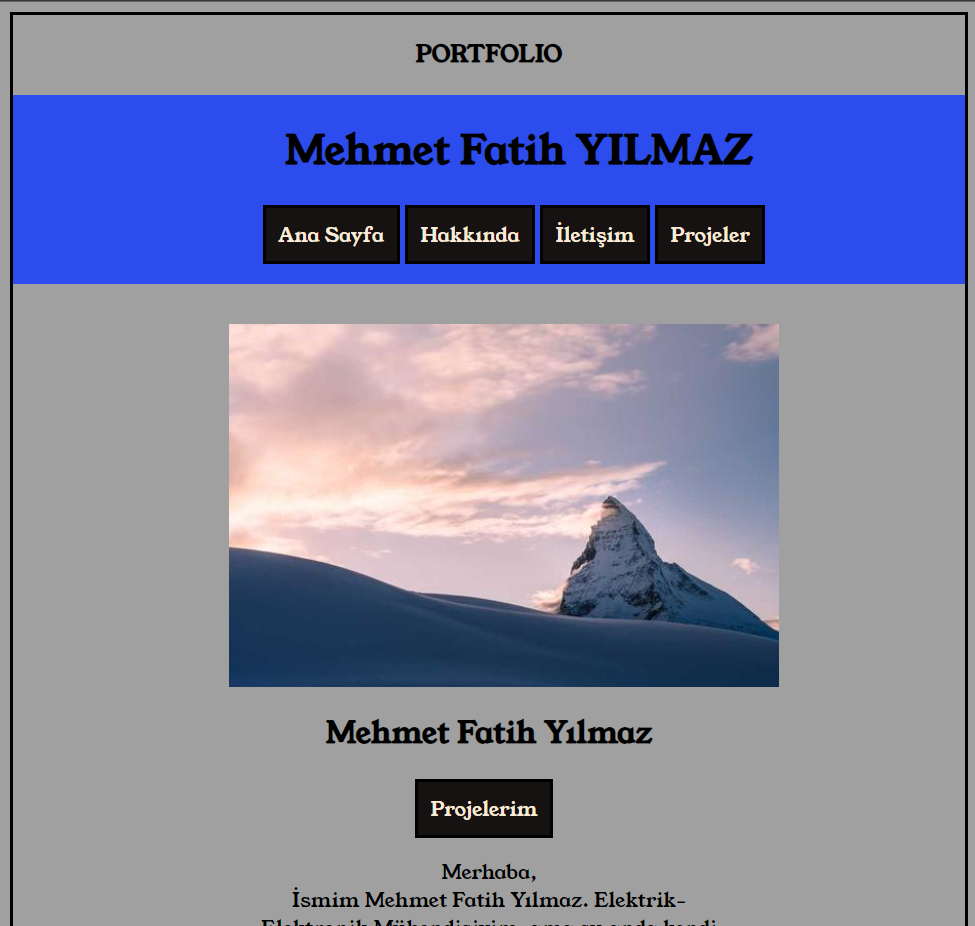 PORTFOLIO
Mehmet Fatih YILMAZ
Ana Sayfa Hakkında İletişim Projeler
Mehmet Fatih Yılmaz
Projelerim
Merhaba,
İsmim Mehmet Fatih Yılmaz. Elektrik-
Elektronik Mühendisiyim,